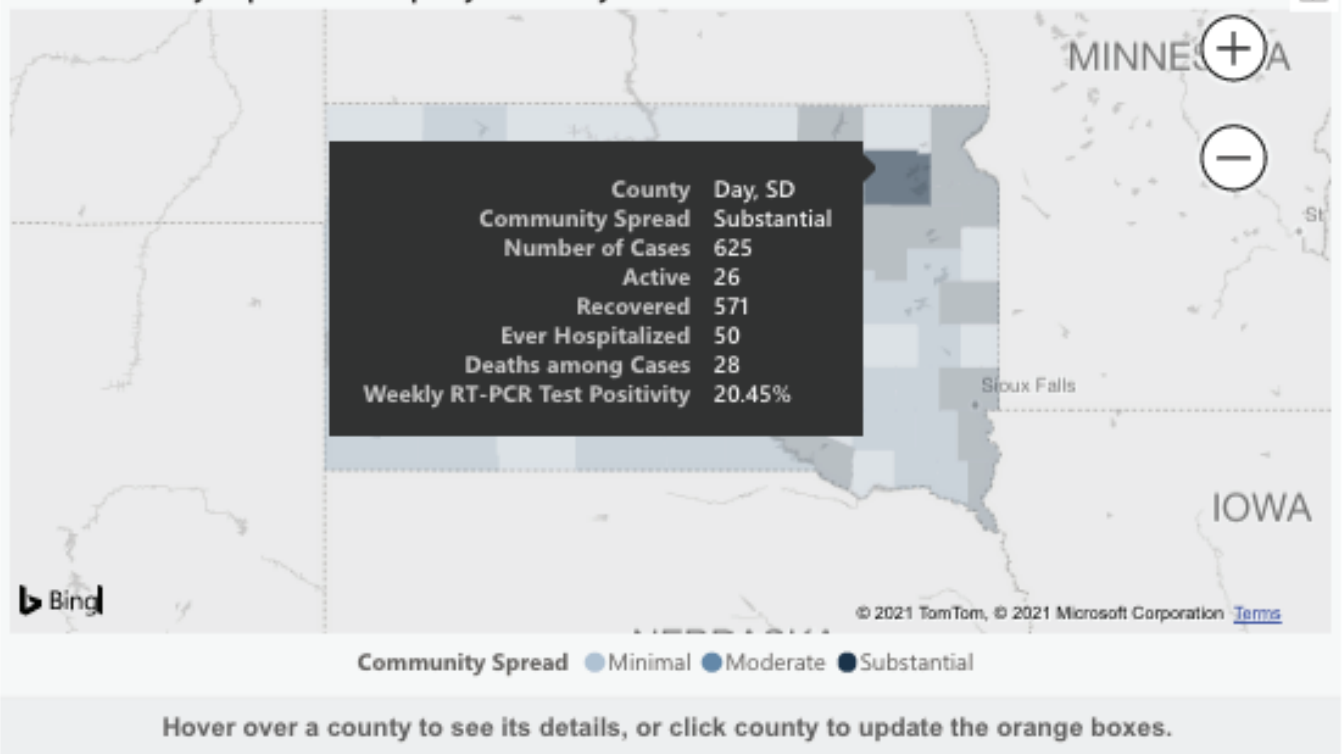 MINNES A
County Day, SD
Community Spread Substantial
Number of Cases 625
Active 26
Recovered 571
Ever Hospitalized 50
Deaths among Cases 28
Weekly RT-PCR Test Positivity 20.45%
St
Sioux Falls
IOWA
Bing
© 2021 TomTom, © 2021 Microsoft Corporation Terms
NEBRASKA
Community Spread Minimal Moderate Substantial
Hover over a county to see its details, or click county to update the orange boxes.